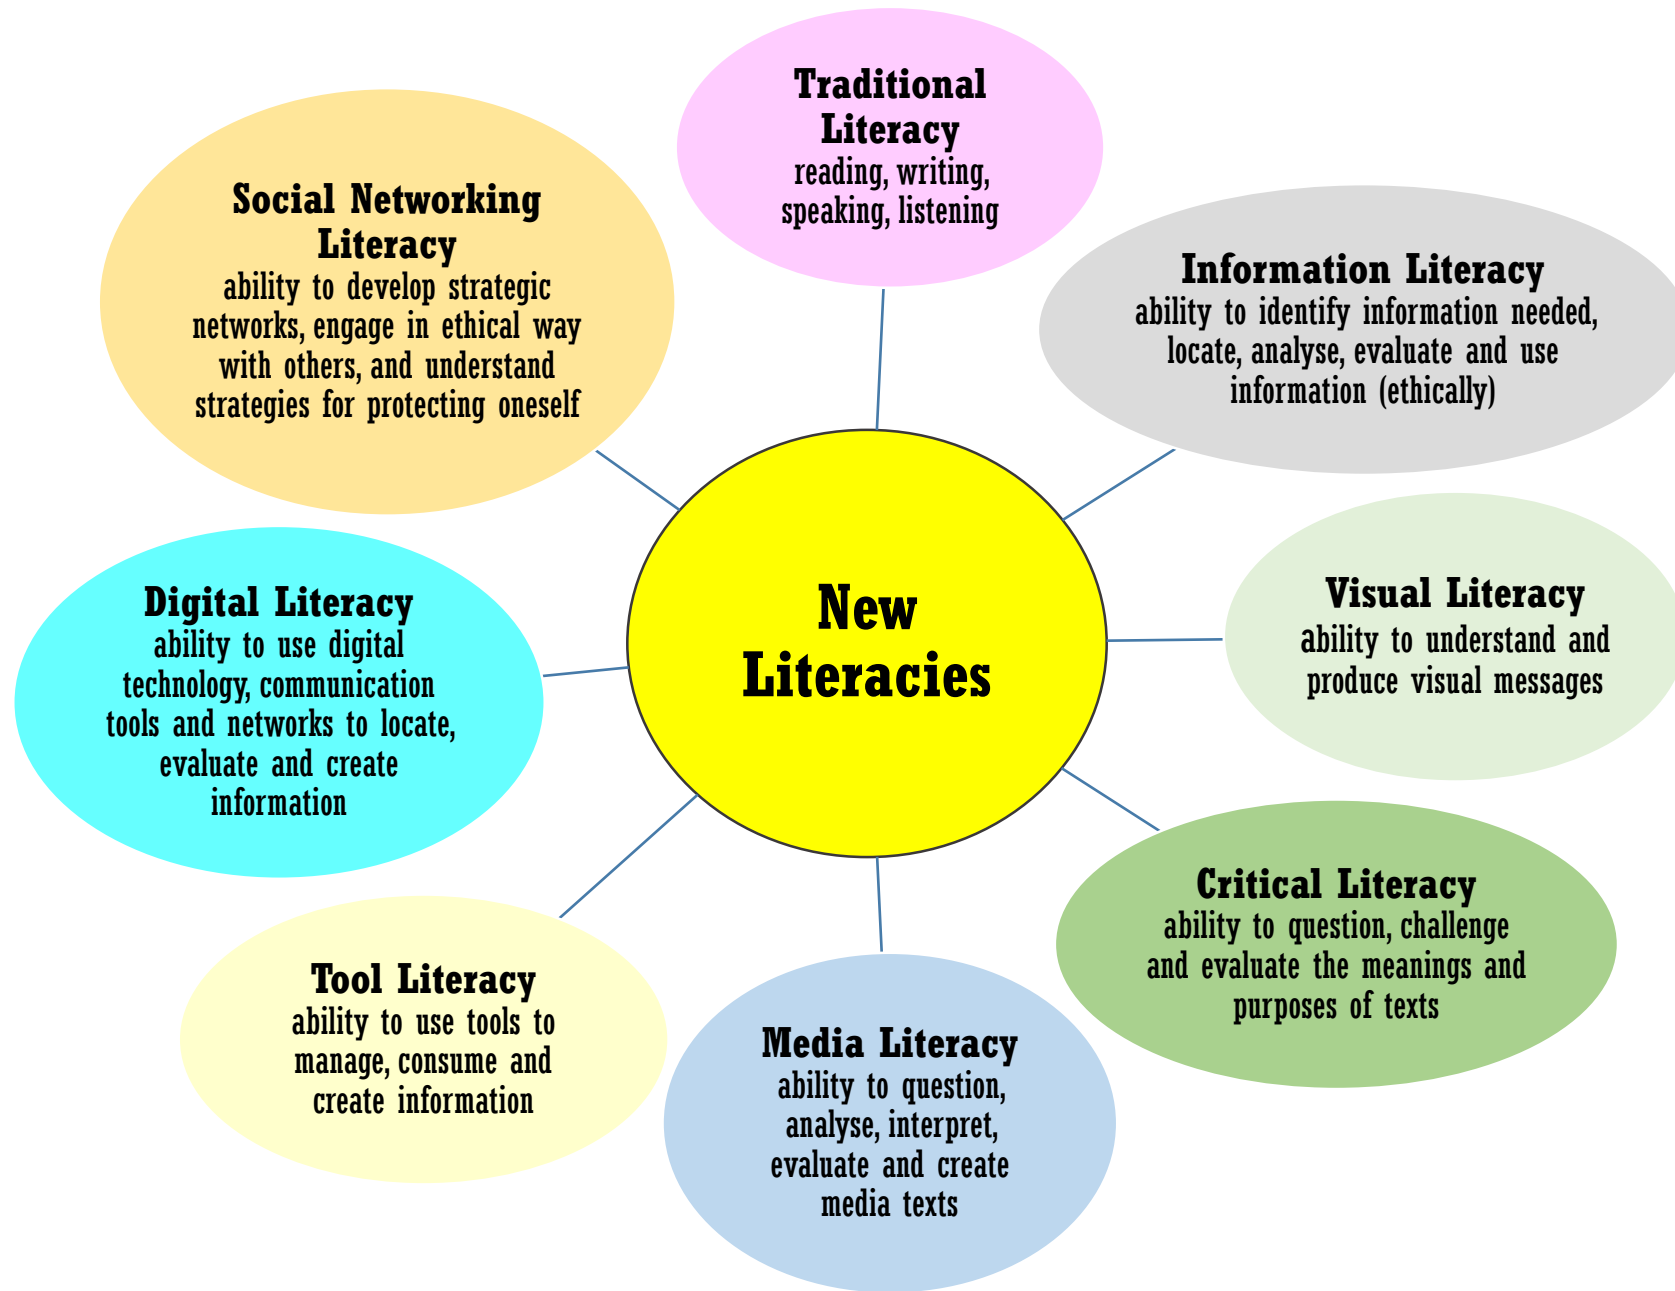 Traditional
Literacy
reading, writing,
speaking, listening
Information Literacy
ability to identify information needed,
locate, analyse, evaluate and use
information (ethically)
Visual Literacy
ability to understand and
produce visual messages
Critical Literacy
ability to question, challenge
and evaluate the meanings and
purposes of texts
Media Literacy
ability to question,
analyse, interpret,
evaluate and create
media texts
Tool Literacy
ability to use tools to
manage, consume and
create information
Digital Literacy
ability to use digital
technology, communication
tools and networks to locate,
evaluate and create
information
Social Networking
Literacy
ability to develop strategic
networks, engage in ethical way
with others, and understand
strategies for protecting oneself
New
Literacies